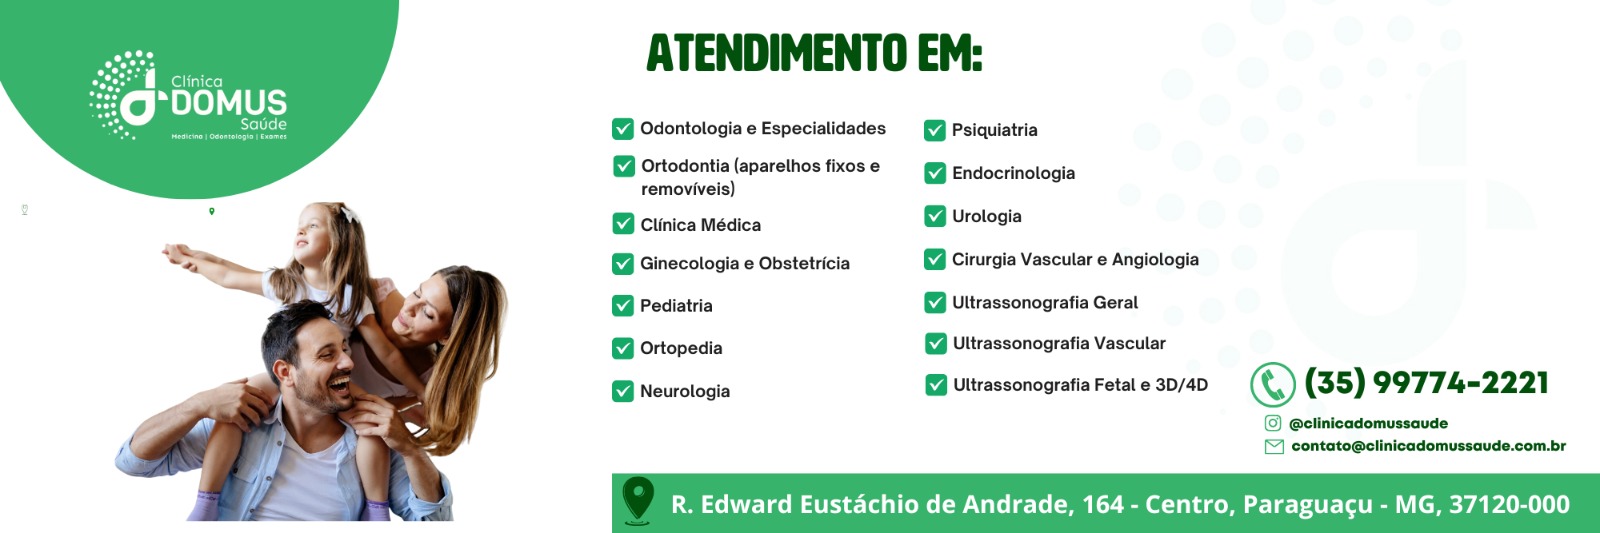 Clínica
DOMUS
Saúde
Medicina | Odontologia | Exames
ATENDIMENTO EM:
Odontologia e Especialidades
Ortodontia (aparelhos fixos e
removíveis)
Clínica Médica
Ginecologia e Obstetrícia
Pediatria
Ortopedia
Neurologia
Psiquiatria
Endocrinologia
Urologia
Cirurgia Vascular e Angiologia
Ultrassonografia Geral
Ultrassonografia Vascular
Ultrassonografia Fetal e 3D/4D
(35) 99774-2221
@clinicadomussaude
contato@clinicadomussaude.com.br
R. Edward Eustáchio de Andrade, 164 - Centro, Paraguaçu - MG, 37120-000